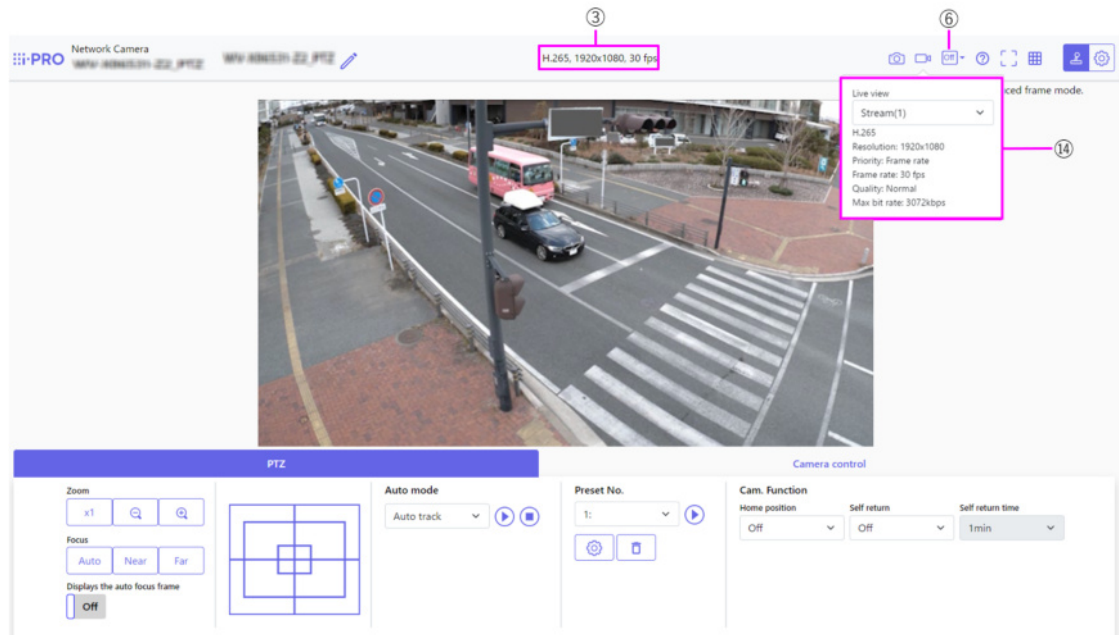 ③
⑥
i-PRO
Network Camera
H.265, 1920x1080, 30 fps
Off
ced frame mode.
Live view
Stream(1)
H.265
Resolution: 1920x1080
Priority: Frame rate
Frame rate: 30 fps
Quality: Normal
Max bit rate: 3072kbps
⑭
PTZ
Camera control
Zoom
x1
Focus
Auto Near Far
Displays the auto focus frame
Off
Auto mode
Auto track
Preset No.
1:
Cam. Function
Home position Self return Self return time
Off Off 1min